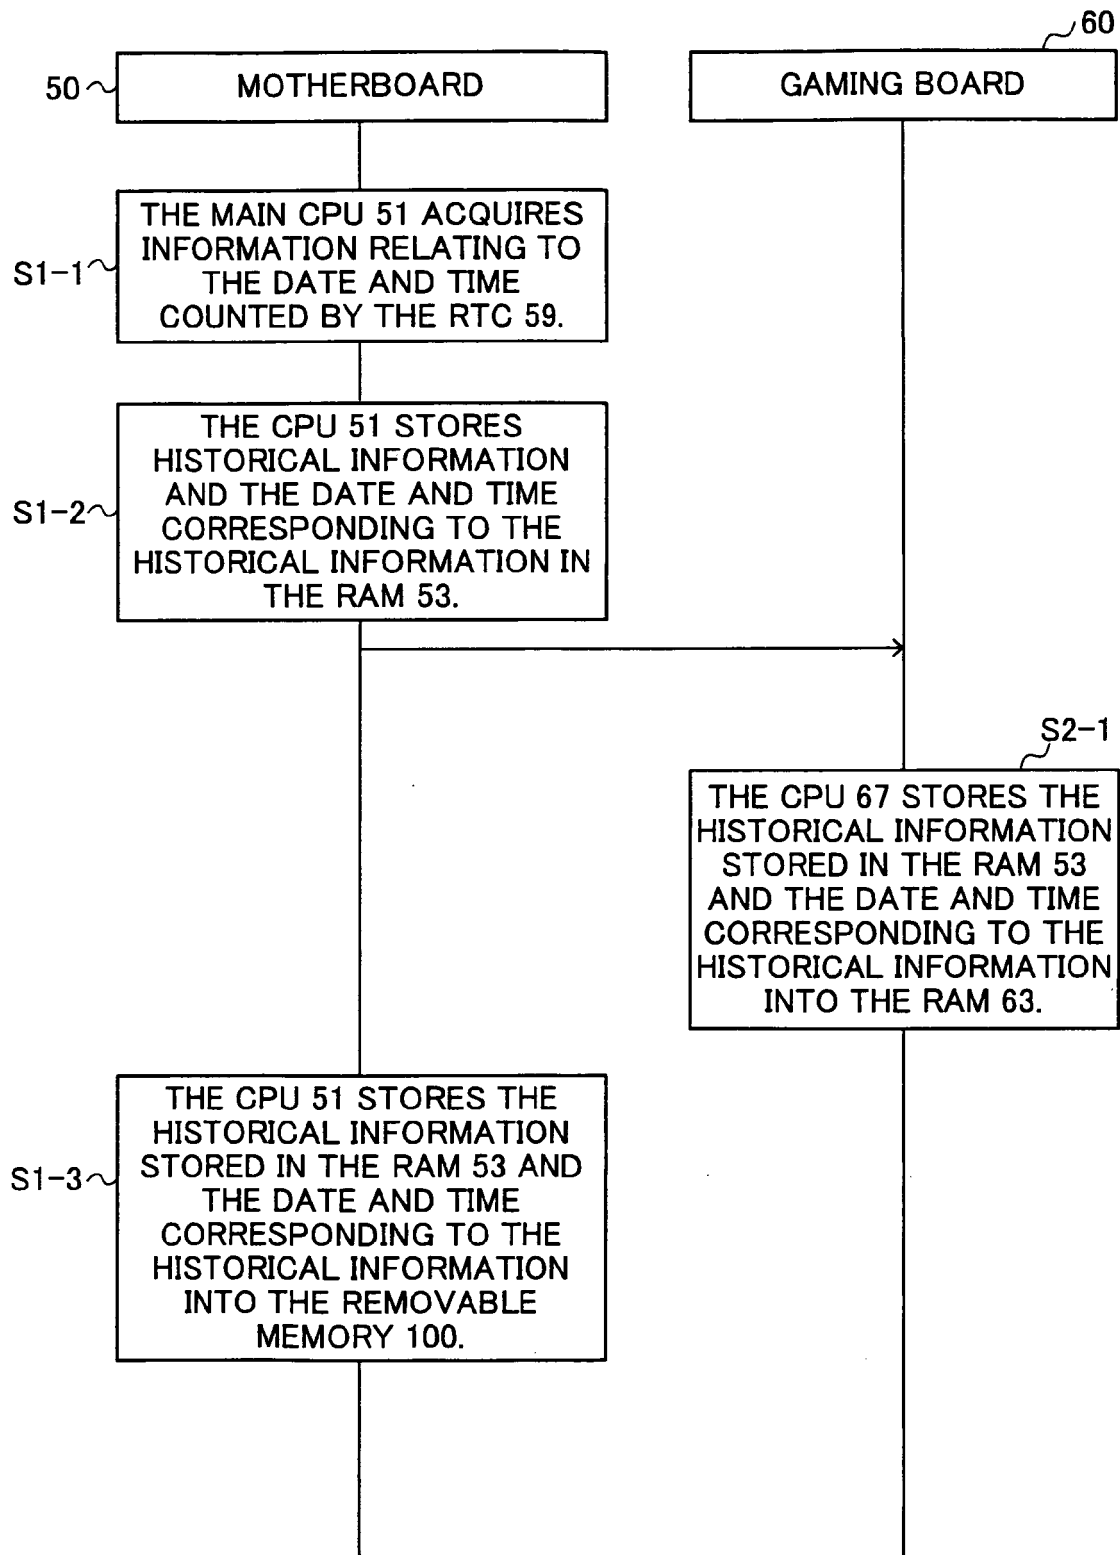 60
50
MOTHERBOARD
GAMING BOARD
S1-1
THE MAIN CPU 51 ACQUIRES
INFORMATION RELATING TO
THE DATE AND TIME
COUNTED BY THE RTC 59.
S1-2
THE CPU 51 STORES
HISTORICAL INFORMATION
AND THE DATE AND TIME
CORRESPONDING TO THE
HISTORICAL INFORMATION IN
THE RAM 53.
S2-1
THE CPU 67 STORES THE
HISTORICAL INFORMATION
STORED IN THE RAM 53
AND THE DATE AND TIME
CORRESPONDING TO THE
HISTORICAL INFORMATION
INTO THE RAM 63.
S1-3
THE CPU 51 STORES THE
HISTORICAL INFORMATION
STORED IN THE RAM 53 AND
THE DATE AND TIME
CORRESPONDING TO THE
HISTORICAL INFORMATION
INTO THE REMOVABLE
MEMORY 100.